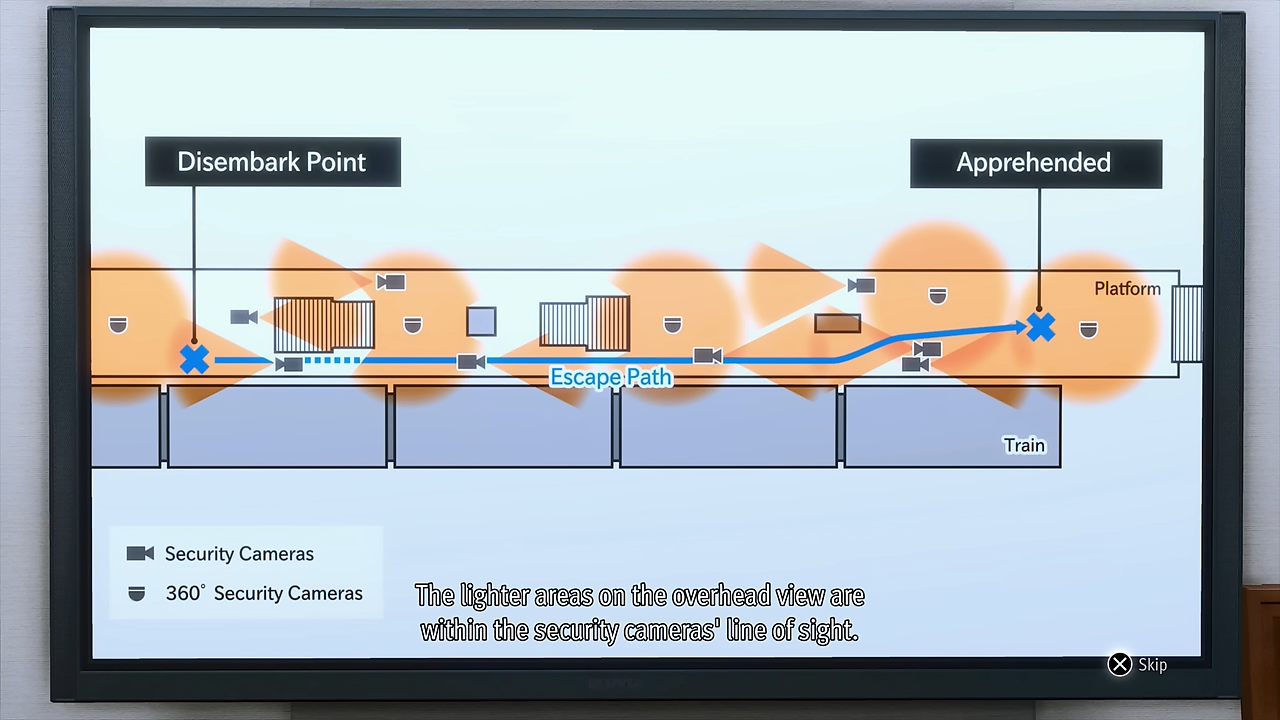 Disembark Point
Apprehended
Platform
Escape Path
Train
Security Cameras
360° Security Cameras
The lighter areas on the overhead view are
within the security cameras' line of sight.
Skip